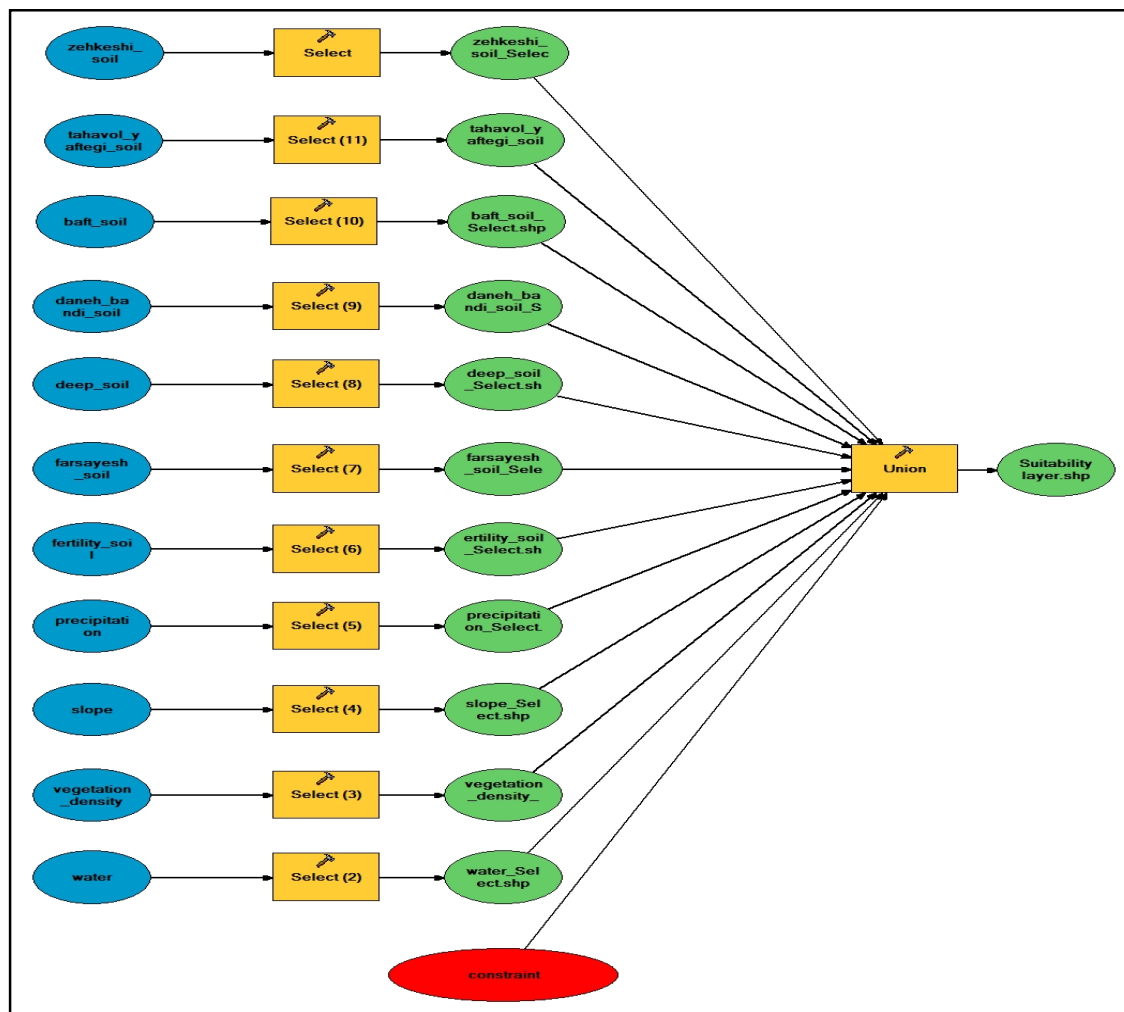 zehkeshi_
soil
Select
zehkeshi_
soil_Selec
tahavol_y
aftegi_soil
Select (11)
tahavol_y
aftegi_soil
baft_soil
Select (10)
baft_soil_
Select.shp
daneh_ba
ndi_soil
Select (9)
daneh_ba
ndi_soil_S
deep_soil
Select (8)
deep_soil
_Select.sh
farsayesh
_soil
Select (7)
farsayesh
_soil_Sele
Union
Suitability
layer.shp
fertility_soi
l
Select (6)
ertility_soil
_Select.sh
precipitati
on
Select (5)
precipitati
on_Select.
slope
Select (4)
slope_Sel
ect.shp
vegetation
_density
Select (3)
vegetation
_density_
water
Select (2)
water_Sel
ect.shp
constraint